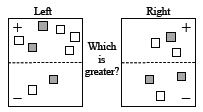 Left Right
+ +
Which
is
greater?
– –